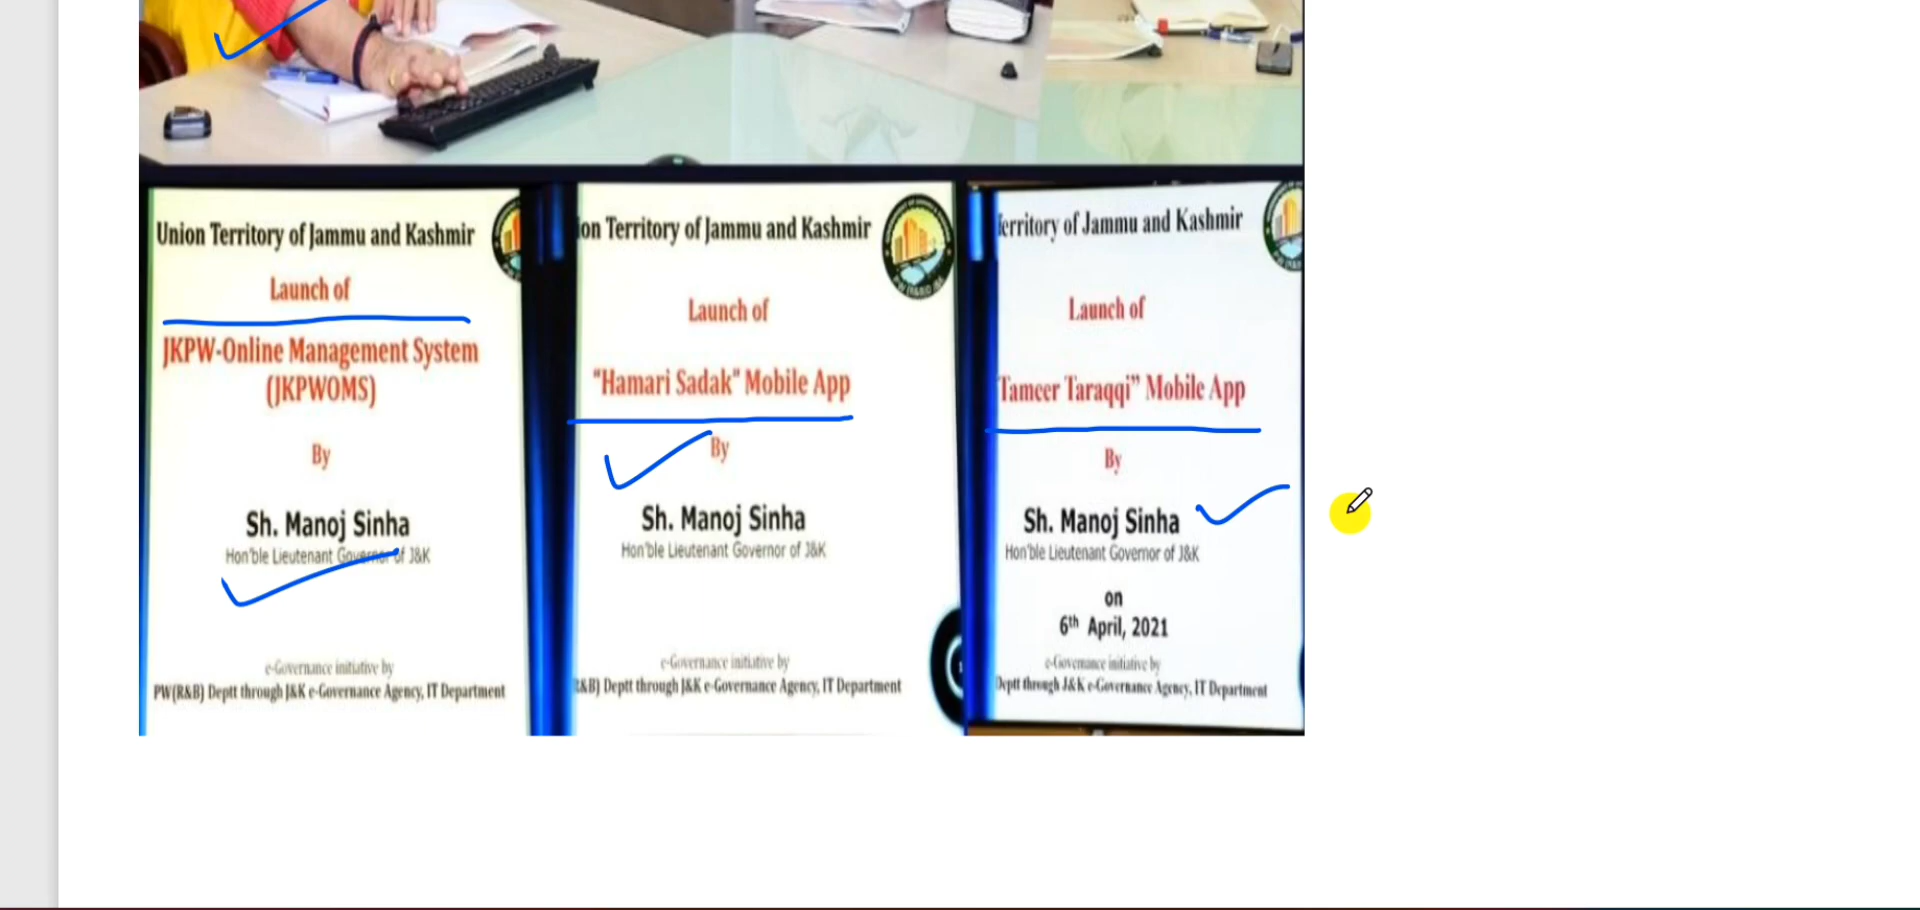 Union Territory of Jammu and Kashmir
Launch of
JKPW-Online Management System
(JKPWOMS)
By
Sh. Manoj Sinha
Hon'ble Lieutenant Governor of J&K
e-Governance initiative by
PW(R&B) Deptt through J&K e-Governance Agency, IT Department
ion Territory of Jammu and Kashmir
Launch of
"Hamari Sadak" Mobile App
By
Sh. Manoj Sinha
Hon'ble Lieutenant Governor of J&K
e-Governance initiative by
R&B) Deptt through J&K e-Governance Agency, IT Department
Territory of Jammu and Kashmir
Launch of
Tameer Taraqqi" Mobile App
By
Sh. Manoj Sinha
Hon'ble Lieutenant Governor of J&K
on
6th April, 2021
e-Governance initiative by
Deptt through J&K e-Governance Agency, IT Department